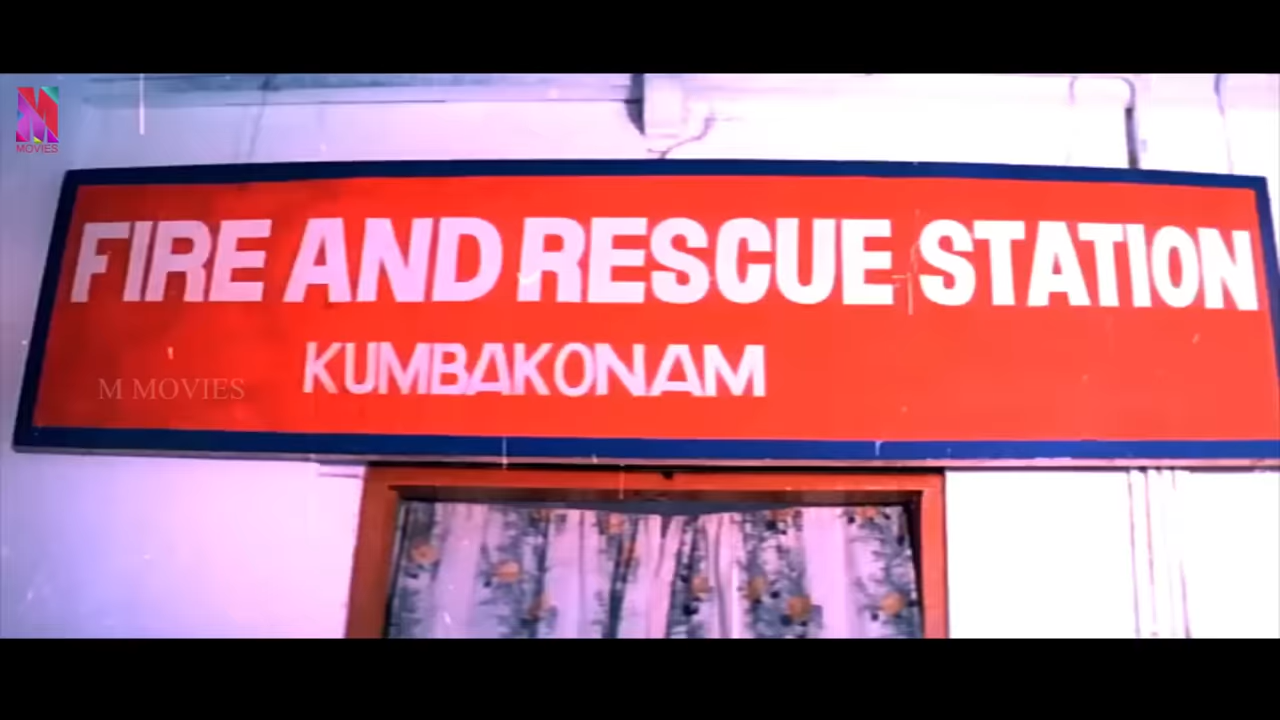 M
MOVIES
FIRE AND RESCUE STATION
KUMBAKONAM
M MOVIES